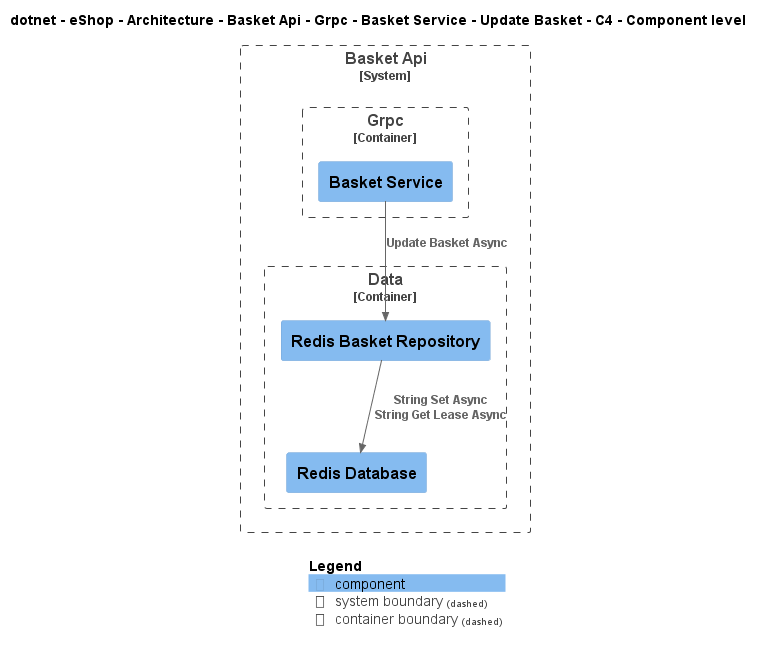 dotnet - eShop - Architecture - Basket Api - Grpc - Basket Service - Update Basket - C4 - Component level
Basket Api
[System]
Grpc
[Container]
Basket Service
Update Basket Async
Data
[Container]
Redis Basket Repository
String Set Async
String Get Lease Async
Redis Database
Legend
component
system boundary (dashed)
container boundary (dashed)